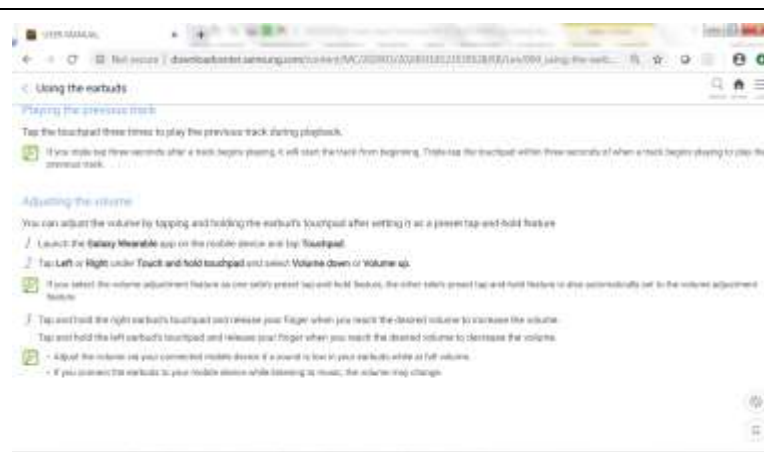 USER MANUAL
Not secure | downloadcenter.samsung.com/content/
Using the earbuds
Playing the previous track
Tap the touchpad three times to play the previous track during playback.
If you triple-tap three seconds after a track begins playing, it will start the track from beginning. Triple-tap the touchpad within three seconds of when a track begins playing to play the
previous track.
Adjusting the volume
You can adjust the volume by tapping and holding the earbud's touchpad after setting it as a preset tap-and-hold feature
1 Launch the Galaxy Wearable app on the mobile device and tap Touchpad.
2 Tap Left or Right under Touch and hold touchpad and select Volume down or Volume up.
If you select the volume adjustment feature as one side's preset tap and hold feature, the other side's preset tap and hold feature is also automatically set to the volume adjustment
feature.
3 Tap and hold the right earbud's touchpad and release your finger when you reach the desired volume to increase the volume.
Tap and hold the left earbud's touchpad and release your finger when you reach the desired volume to decrease the volume.
- Adjust the volume via your connected mobile device if a sound is low in your earbuds while at full volume.
- If you connect the earbuds to your mobile device while listening to music, the volume may change.